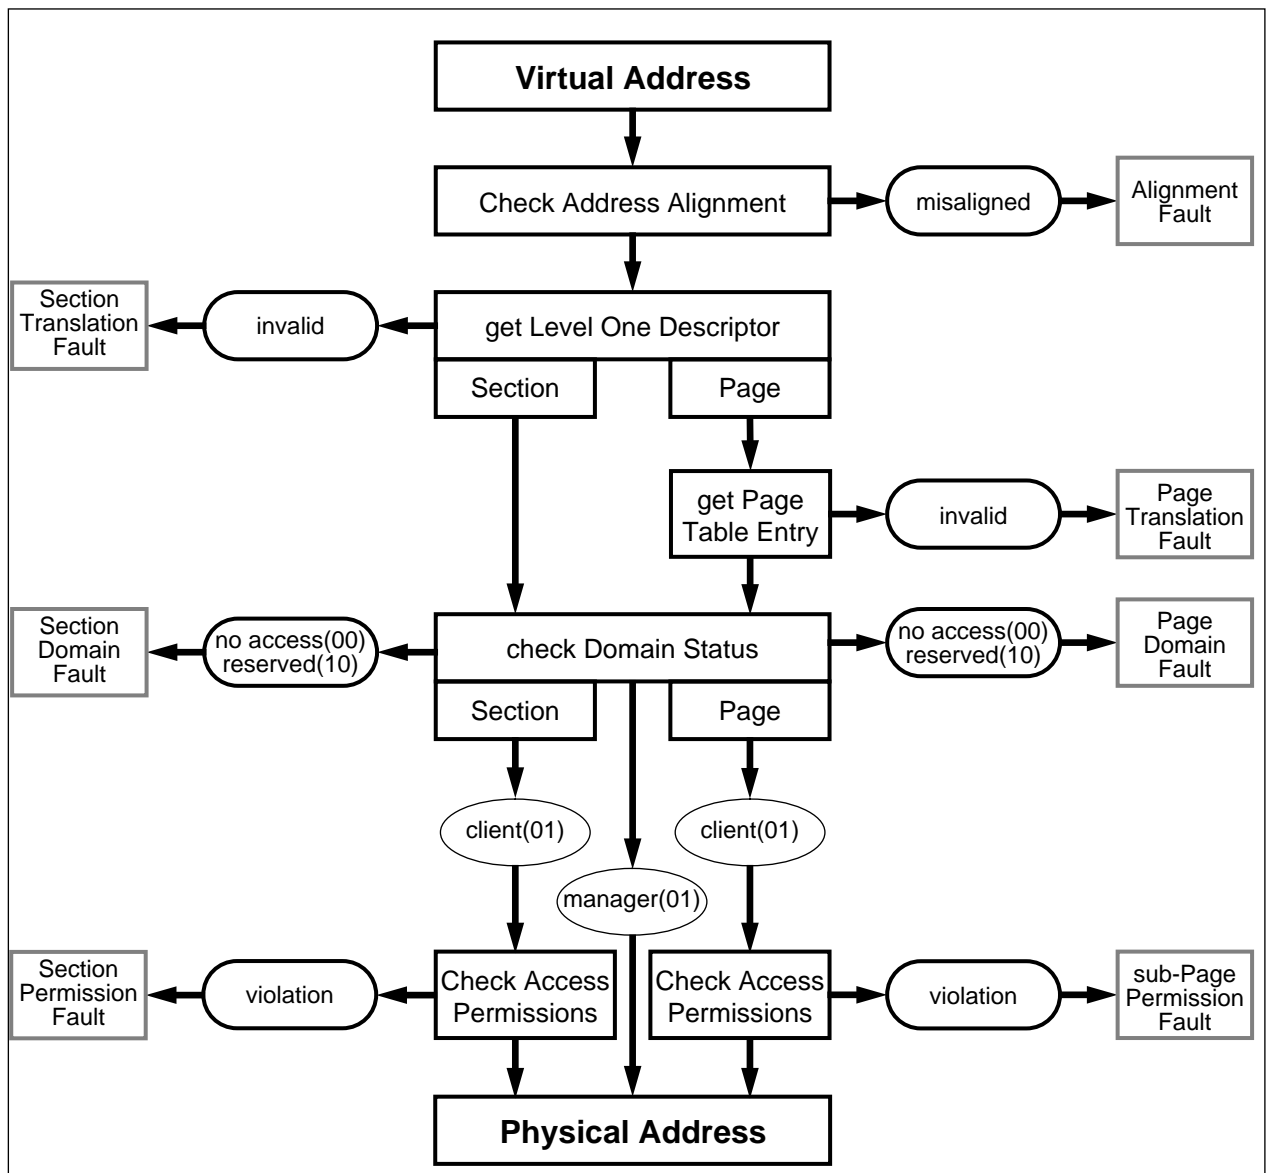 Virtual Address
Check Address Alignment
misaligned
Alignment
Fault
Section
Translation
Fault
invalid
get Level One Descriptor
Section
Page
get Page
Table Entry
invalid
Page
Translation
Fault
Section
Domain
Fault
no access(00)
reserved(10)
check Domain Status
no access(00)
reserved(10)
Page
Domain
Fault
Section
Page
client(01)
client(01)
manager(01)
Section
Permission
Fault
violation
Check Access
Permissions
Check Access
Permissions
violation
sub-Page
Permission
Fault
Physical Address